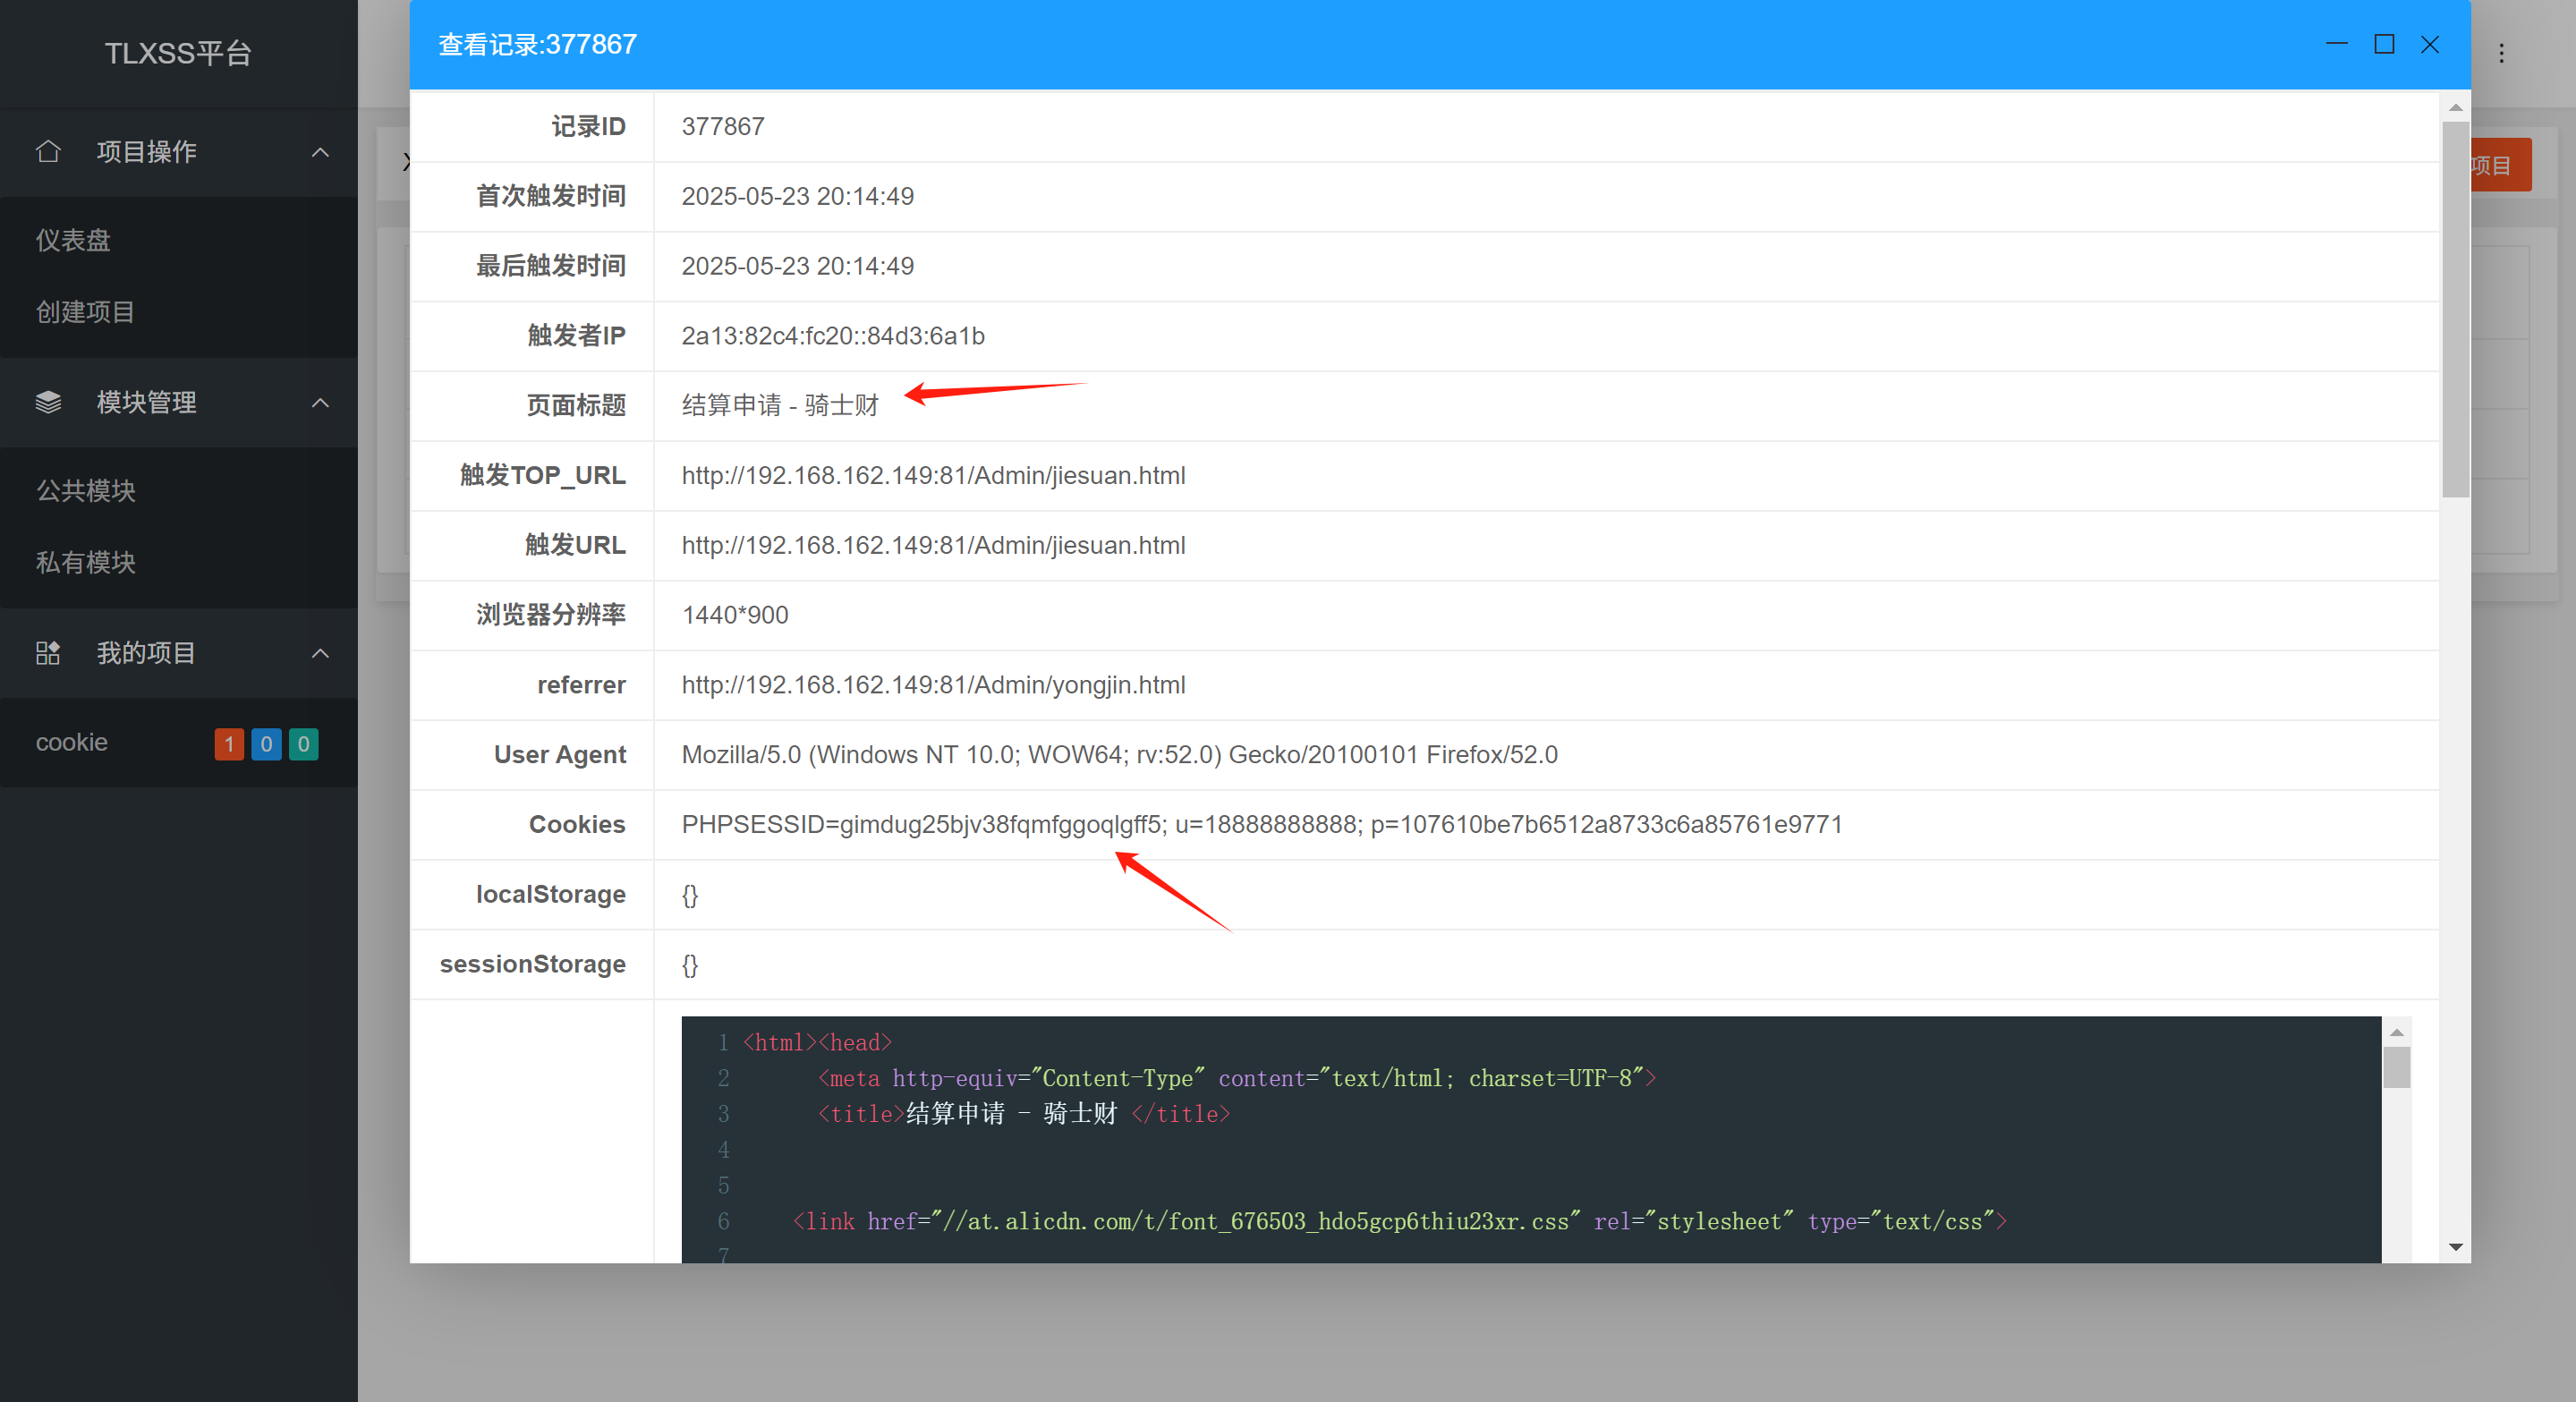 TLXSS平台
项目操作
仪表盘
创建项目
模块管理
公共模块
私有模块
我的项目
cookie 1 0 0
查看记录:377867
项目
记录ID 377867
首次触发时间 2025-05-23 20:14:49
最后触发时间 2025-05-23 20:14:49
触发者IP 2a13:82c4:fc20::84d3:6a1b
页面标题 结算申请 - 骑士财
触发TOP_URL http://192.168.162.149:81/Admin/jiesuan.html
触发URL http://192.168.162.149:81/Admin/jiesuan.html
浏览器分辨率 1440*900
referrer http://192.168.162.149:81/Admin/yongjin.html
User Agent Mozilla/5.0 (Windows NT 10.0; WOW64; rv:52.0) Gecko/20100101 Firefox/52.0
Cookies PHPSESSID=gimdug25bjv38fqmfggoqlgff5; u=18888888888; p=107610be7b6512a8733c6a85761e9771
localStorage {}
sessionStorage {}
1 <html><head>
2 <meta http-equiv="Content-Type" content="text/html; charset=UTF-8">
3 <title>结算申请 - 骑士财 </title>
4
5
6 <link href="//at.alicdn.com/t/font_676503_hdo5gcp6thiu23xr.css" rel="stylesheet" type="text/css">
7